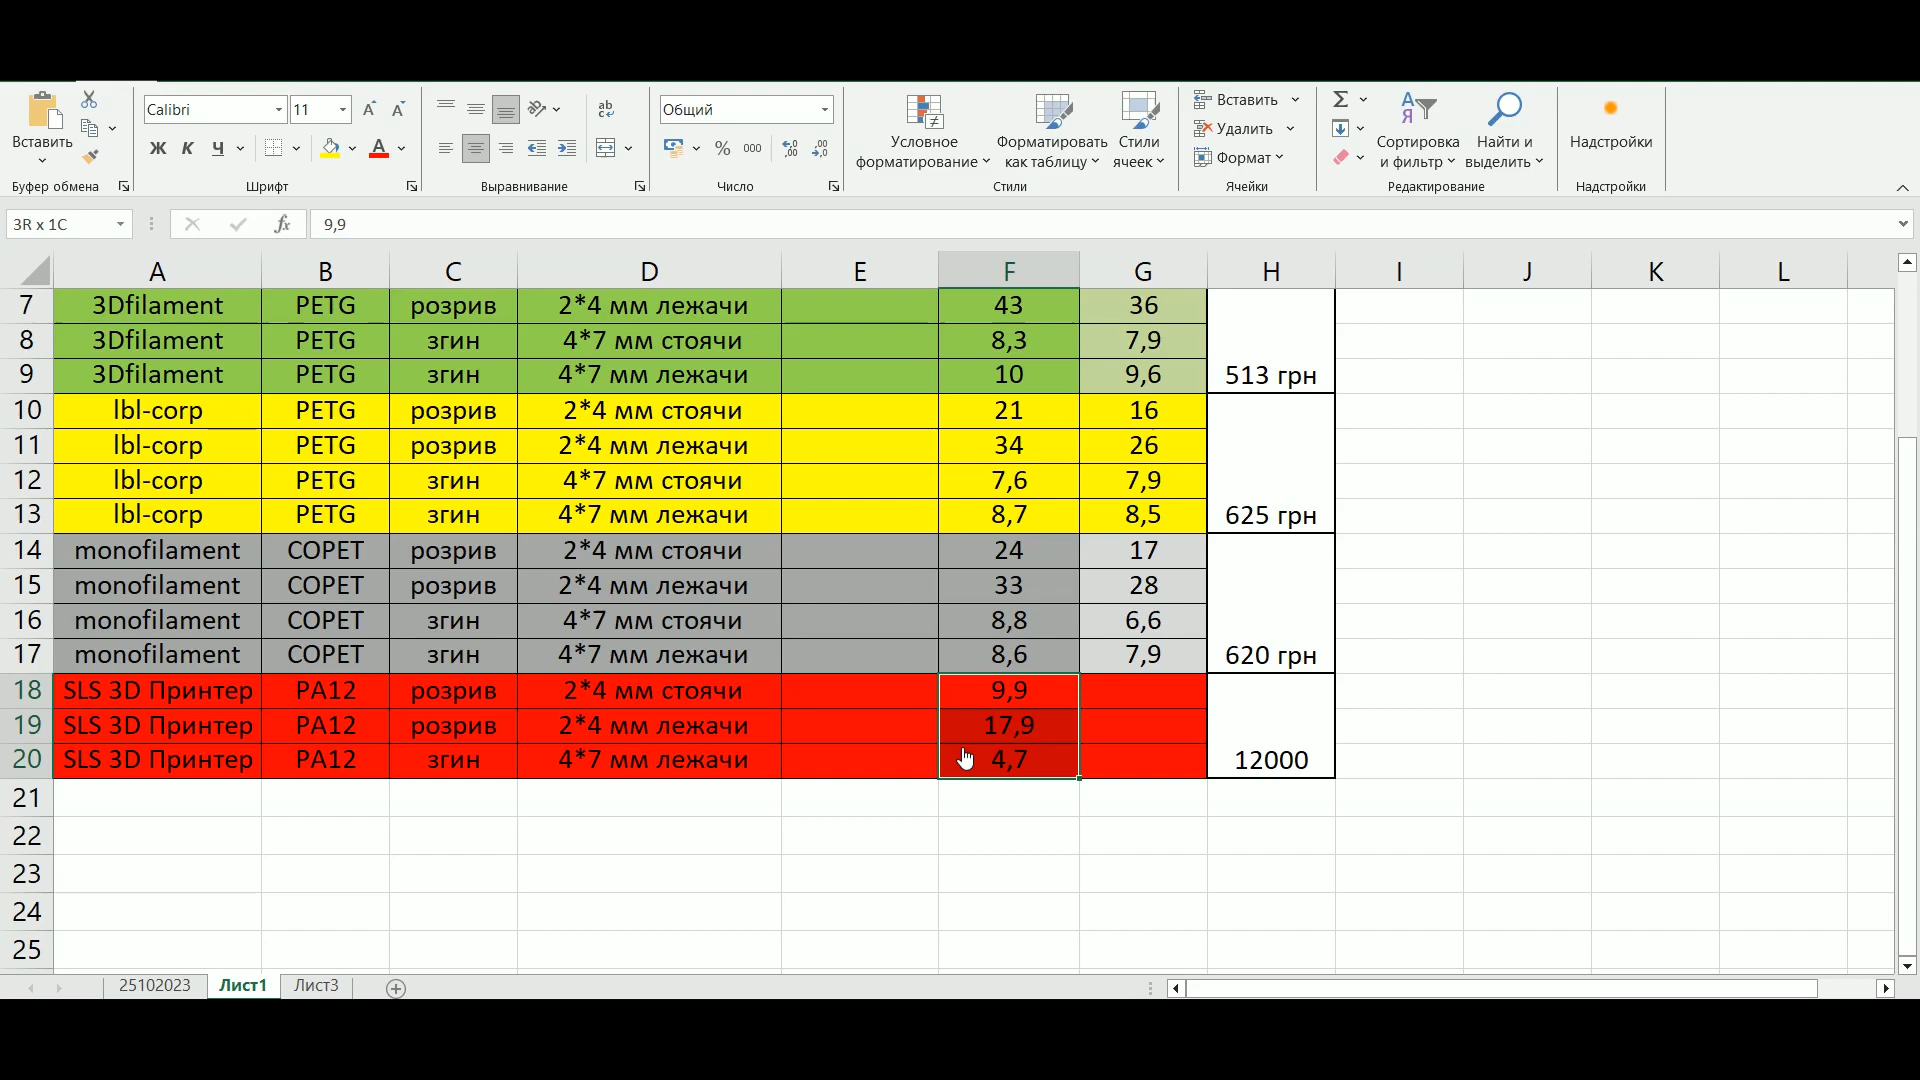 Вставить
Буфер обмена
Calibri 11
Ж К Ч А
Шрифт
Выравнивание
Общий
% 000
Число
Условное форматирование
Форматировать как таблицу
Стили ячеек
Стили
Вставить
Удалить
Формат
Ячейки
Сортировка и фильтр
Найти и выделить
Редактирование
Надстройки
Надстройки
3R x 1C fx 9,9
A B C D E F G H I J K L
7 3Dfilament PETG розрив 2*4 мм лежачи 43 36
8 3Dfilament PETG згин 4*7 мм стоячи 8,3 7,9
9 3Dfilament PETG згин 4*7 мм лежачи 10 9,6 513 грн
10 lbl-corp PETG розрив 2*4 мм стоячи 21 16
11 lbl-corp PETG розрив 2*4 мм лежачи 34 26
12 lbl-corp PETG згин 4*7 мм стоячи 7,6 7,9
13 lbl-corp PETG згин 4*7 мм лежачи 8,7 8,5 625 грн
14 monofilament COPET розрив 2*4 мм стоячи 24 17
15 monofilament COPET розрив 2*4 мм лежачи 33 28
16 monofilament COPET згин 4*7 мм стоячи 8,8 6,6
17 monofilament COPET згин 4*7 мм лежачи 8,6 7,9 620 грн
18 SLS 3D Принтер PA12 розрив 2*4 мм стоячи 9,9
19 SLS 3D Принтер PA12 розрив 2*4 мм лежачи 17,9
20 SLS 3D Принтер PA12 згин 4*7 мм лежачи 4,7 12000
21
22
23
24
25
25102023 Лист1 Лист3